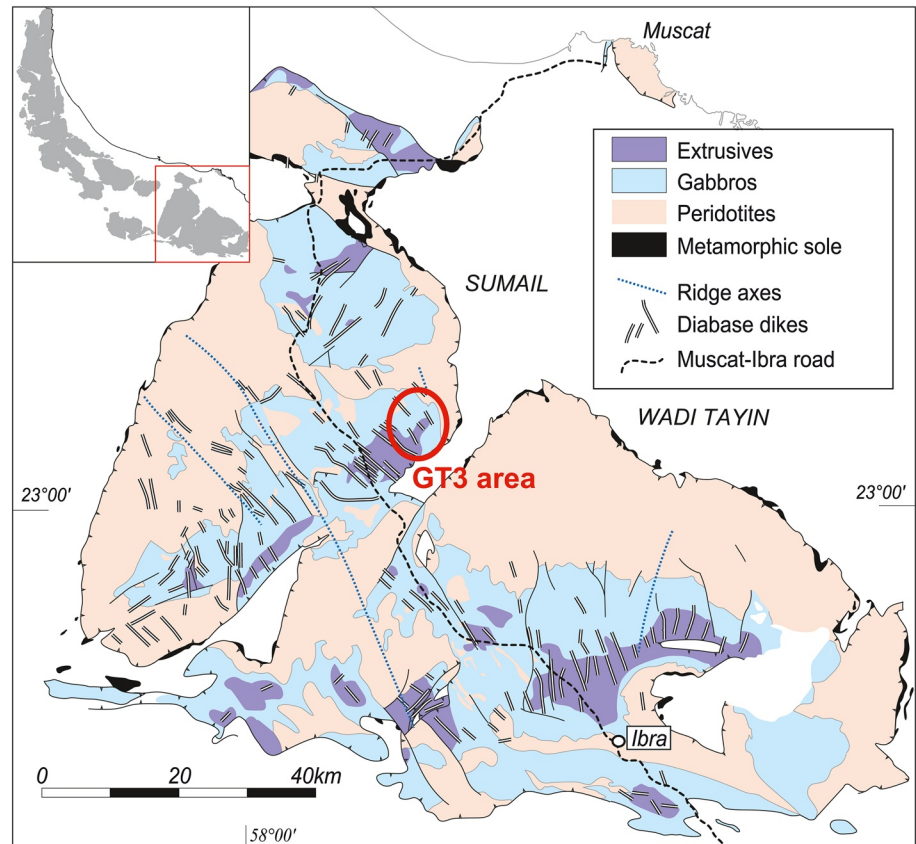 Muscat
Extrusives
Gabbros
Peridotites
Metamorphic sole
Ridge axes
Diabase dikes
Muscat-Ibra road
SUMAIL
WADI TAYIN
GT3 area
23°00'
23°00'
Ibra
0 20 40km
58°00'